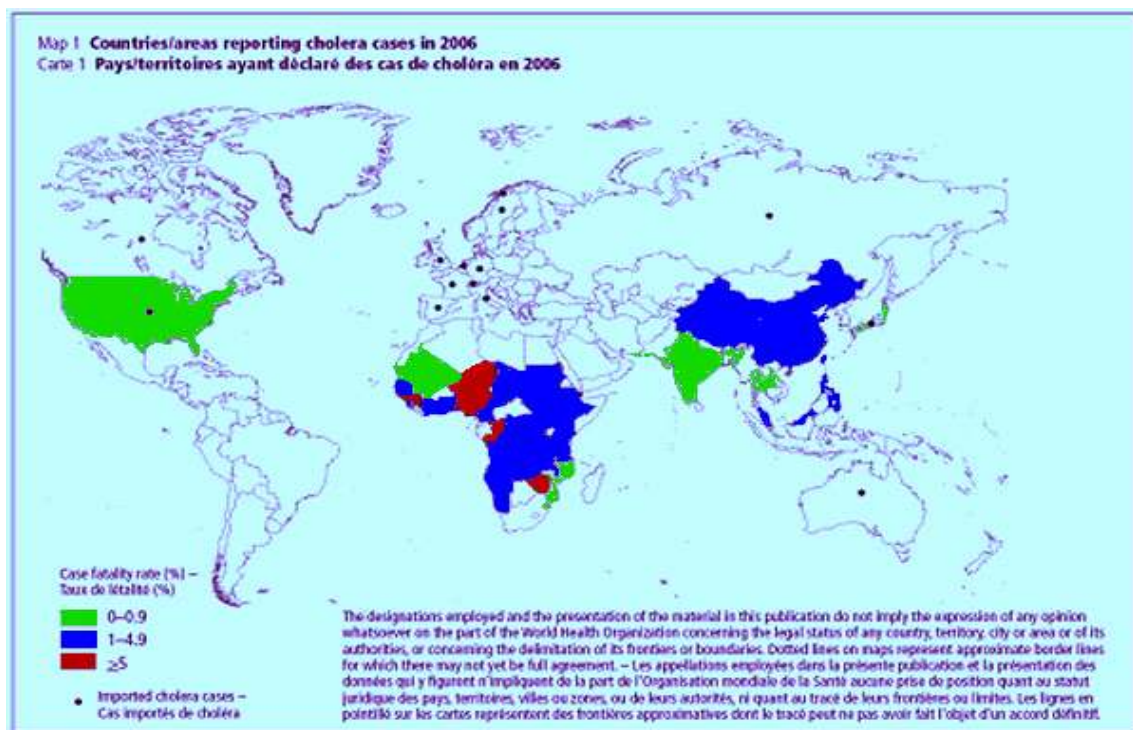 Map 1 Countries/areas reporting cholera cases in 2006
Carte 1 Pays/territoires ayant déclaré des cas de choléra en 2006
Case fatality rate (%) –
Taux de létalité (%)
0–0.9
1–4.9
≥5
Imported cholera cases –
Cas importés de choléra
The designations employed and the presentation of the material in this publication do not imply the expression of any opinion
whatsoever on the part of the World Health Organization concerning the legal status of any country, territory, city or area or of its
authorities, or concerning the delimitation of its frontiers or boundaries. Dotted lines on maps represent approximate border lines
for which there may not yet be full agreement. – Les appellations employées dans la présente publication et la présentation des
données qui y figurent n'impliquent de la part de l'Organisation mondiale de la Santé aucune prise de position quant au statut
juridique des pays, territoires, villes ou zones, ou de leurs autorités, ni quant au tracé de leurs frontières ou limites. Les lignes en
pointillé sur les cartes représentent des frontières approximatives dont le tracé peut ne pas avoir fait l'objet d'un accord définitif.